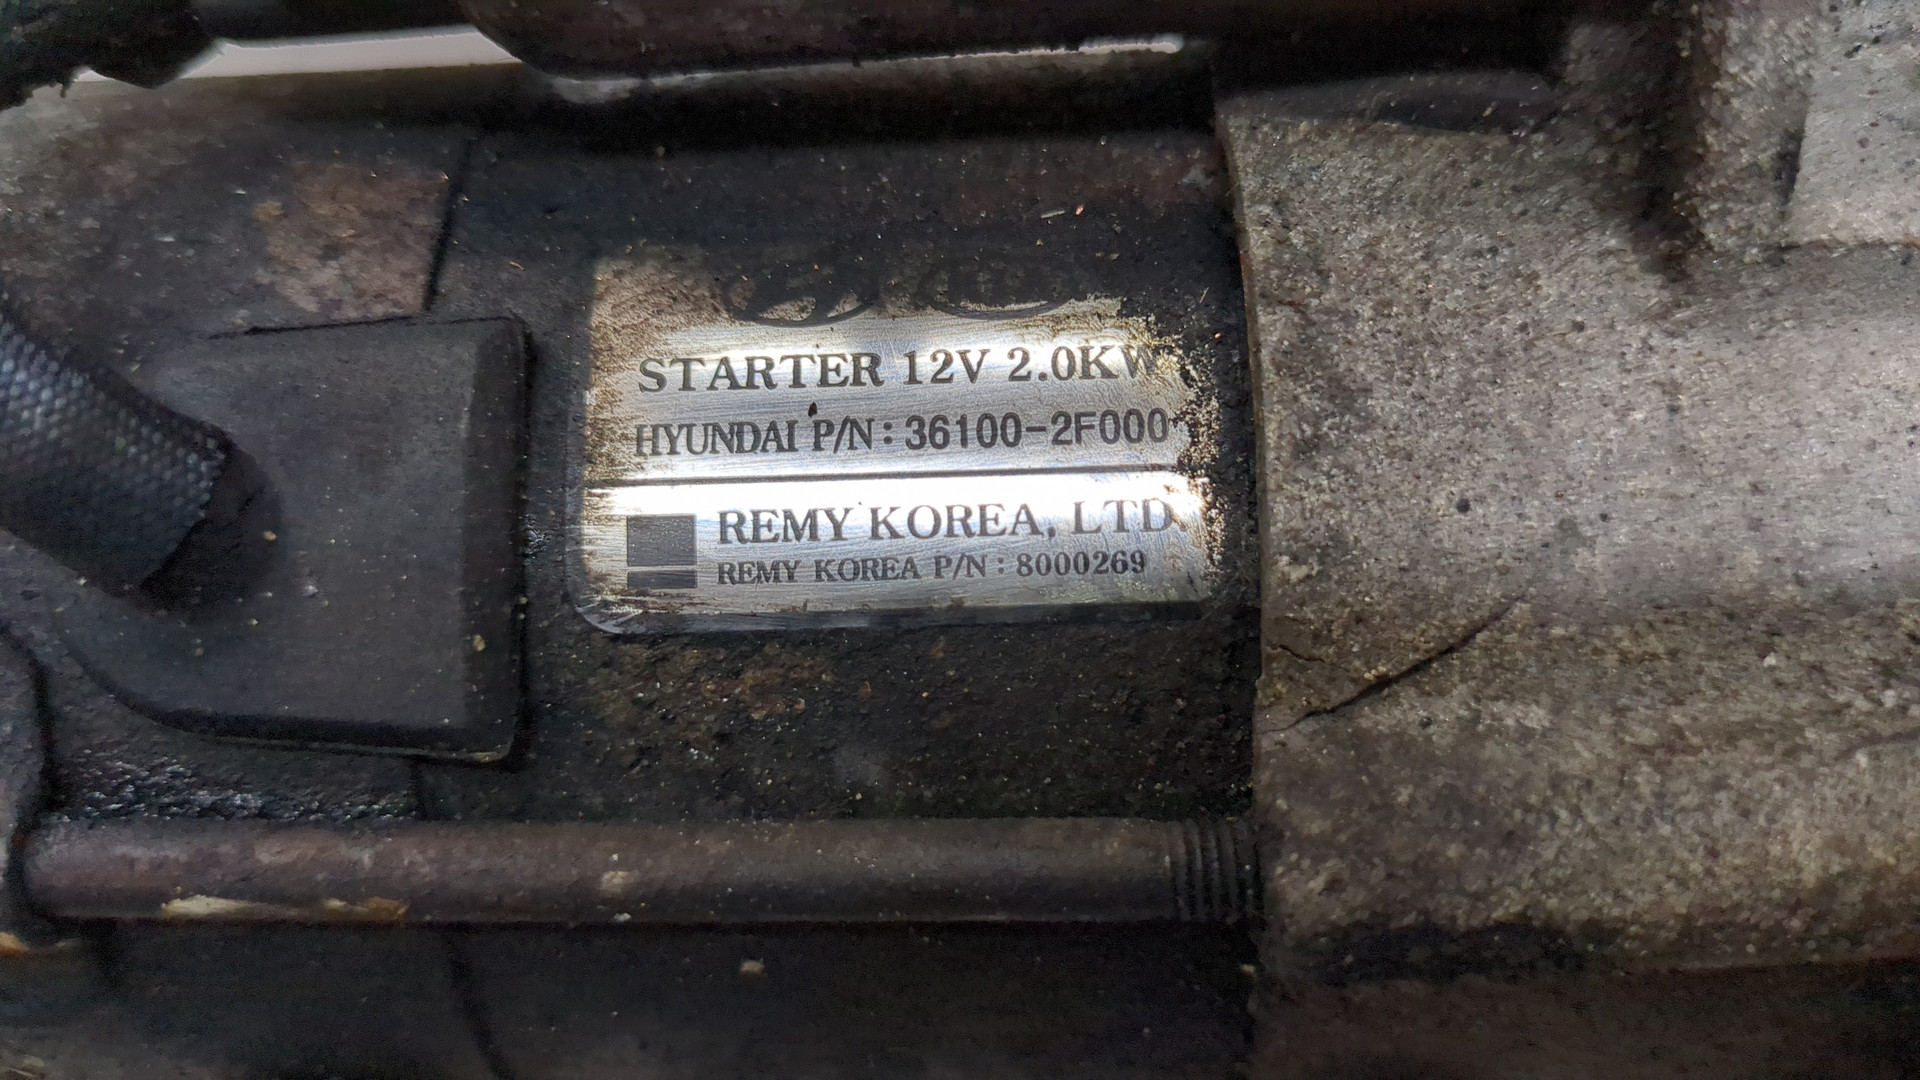 STARTER 12V 2.0KW
HYUNDAI P/N : 36100-2F000
REMY KOREA, LTD.
REMY KOREA P/N : 8000269